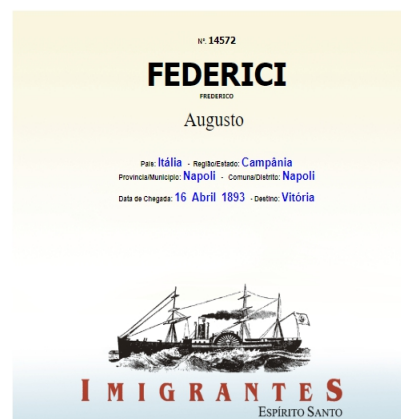 Nº. 14572
FEDERICI
FREDERICO
Augusto
País: Itália - Região/Estado: Campânia
Província/Município: Napoli - Comuna/Distrito: Napoli
Data de Chegada: 16 Abril 1893 - Destino: Vitória
IMIGRANTES
ESPÍRITO SANTO